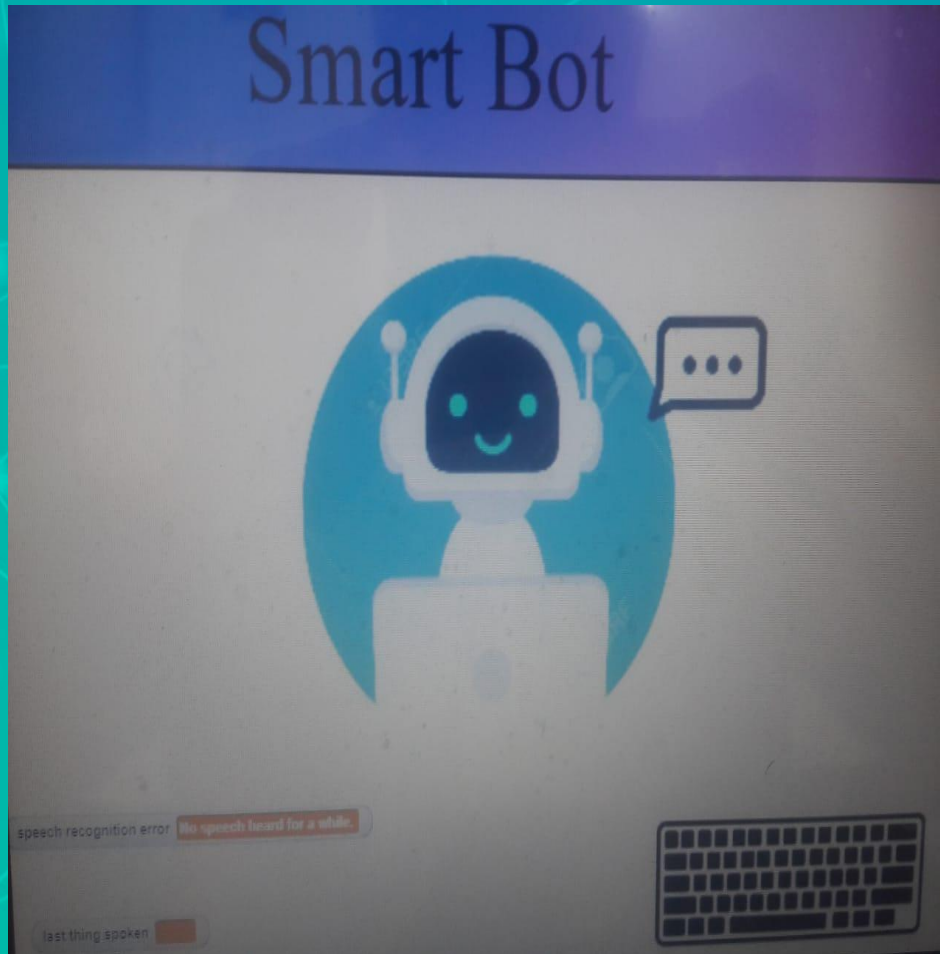 Smart Bot
speech recognition error No speech heard for a while.
last thing spoken